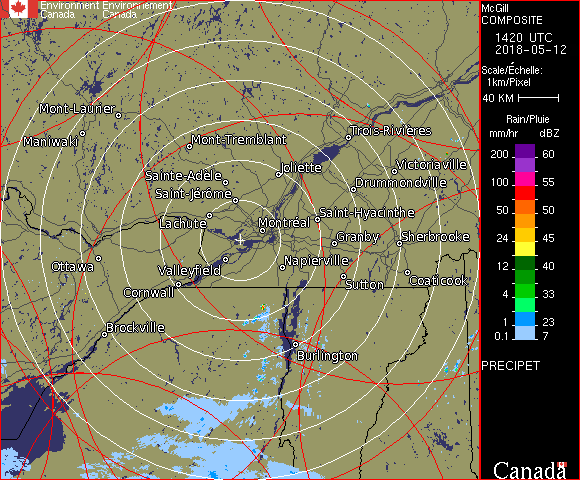 Environment Environnement
Canada Canada
McGill
COMPOSITE
1420 UTC
2018-05-12
Scale/Échelle:
1km/Pixel
40 KM
Rain/Pluie
mm/hr dBZ
200 60
150 55
100 55
50 50
24 45
12 40
4 33
1 23
0.1 7
PRECIPET
Canada
Mont-Laurier
Maniwaki
Mont-Tremblant
Trois-Rivières
Sainte-Adèle
Joliette
Victoriaville
Saint-Jérôme
Drummondville
Lachute
Montréal
Saint-Hyacinthe
Granby
Sherbrooke
Ottawa
Valleyfield
Napierville
Cornwall
Sutton
Coaticook
Brockville
Burlington